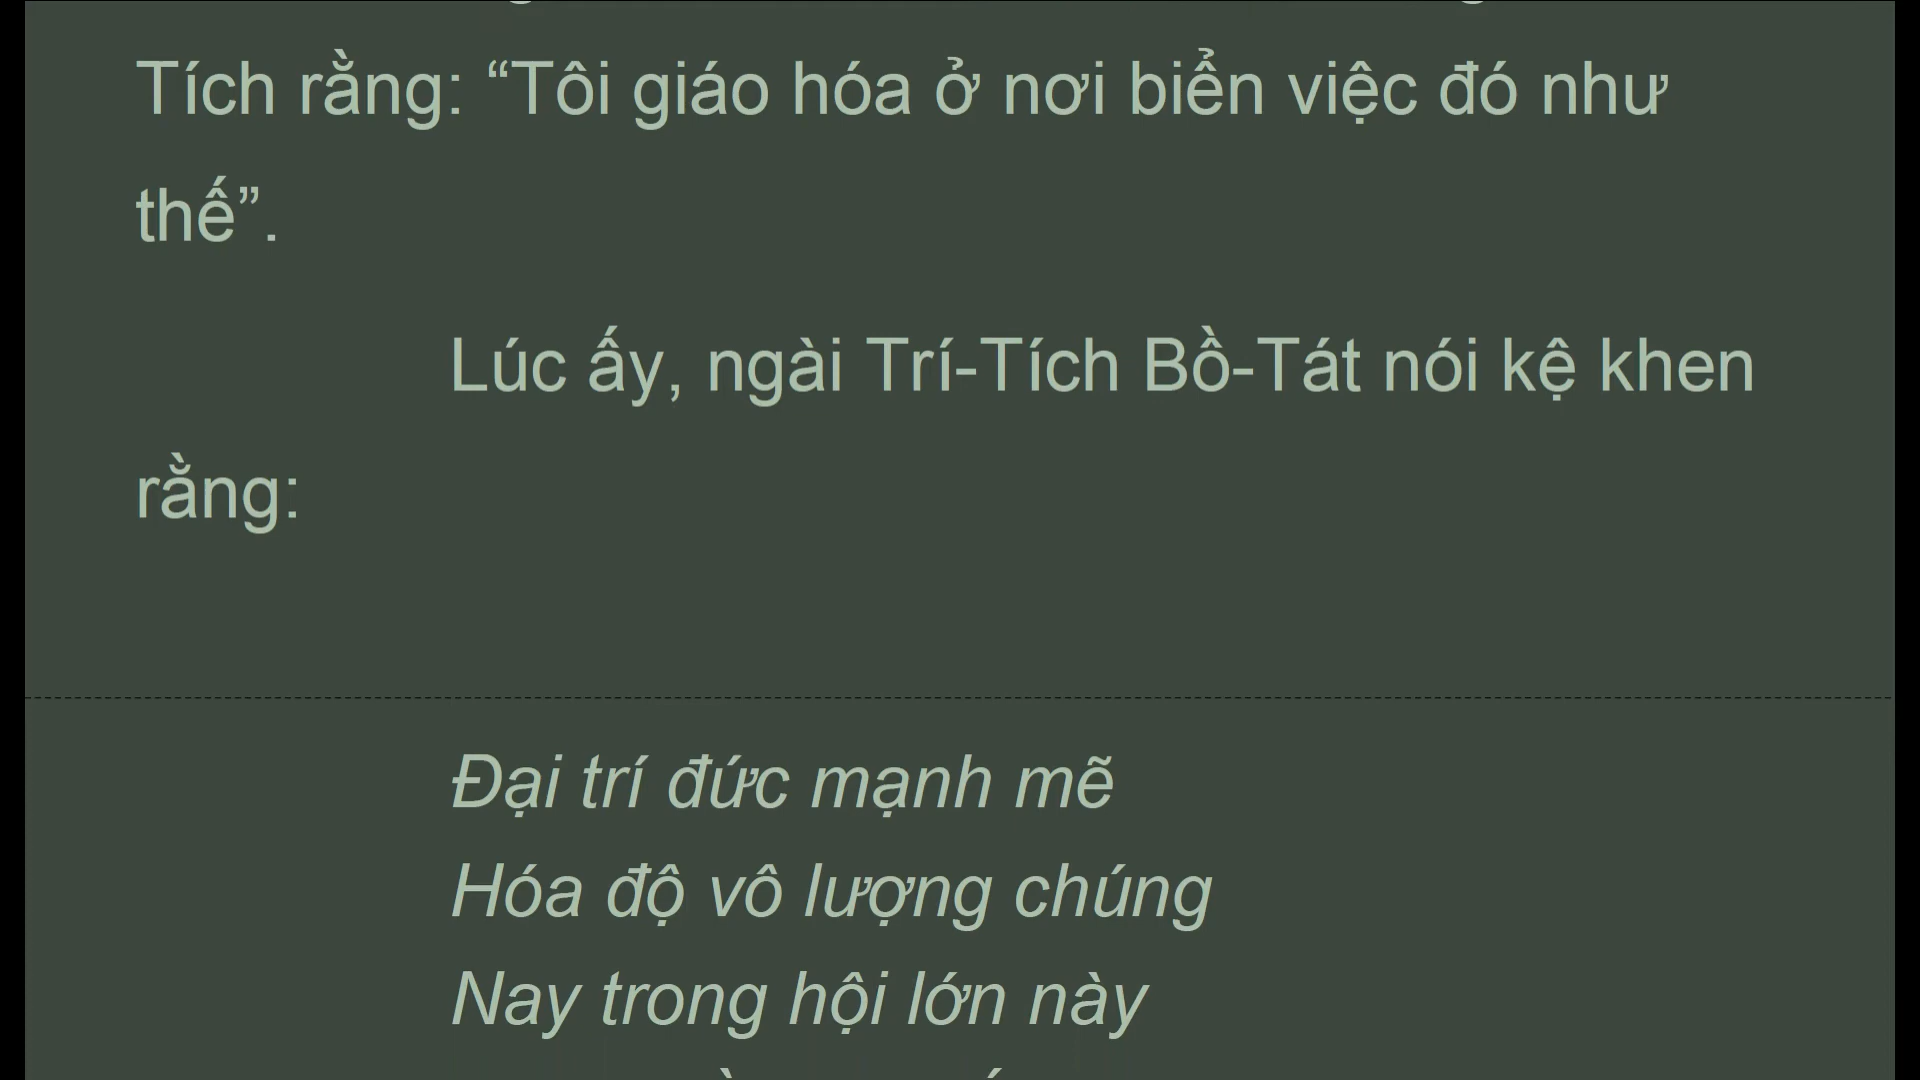 Tích rằng: “Tôi giáo hóa ở nơi biển việc đó như
thế”.
Lúc ấy, ngài Trí-Tích Bồ-Tát nói kệ khen
rằng:
Đại trí đức mạnh mẽ
Hóa độ vô lượng chúng
Nay trong hội lớn này